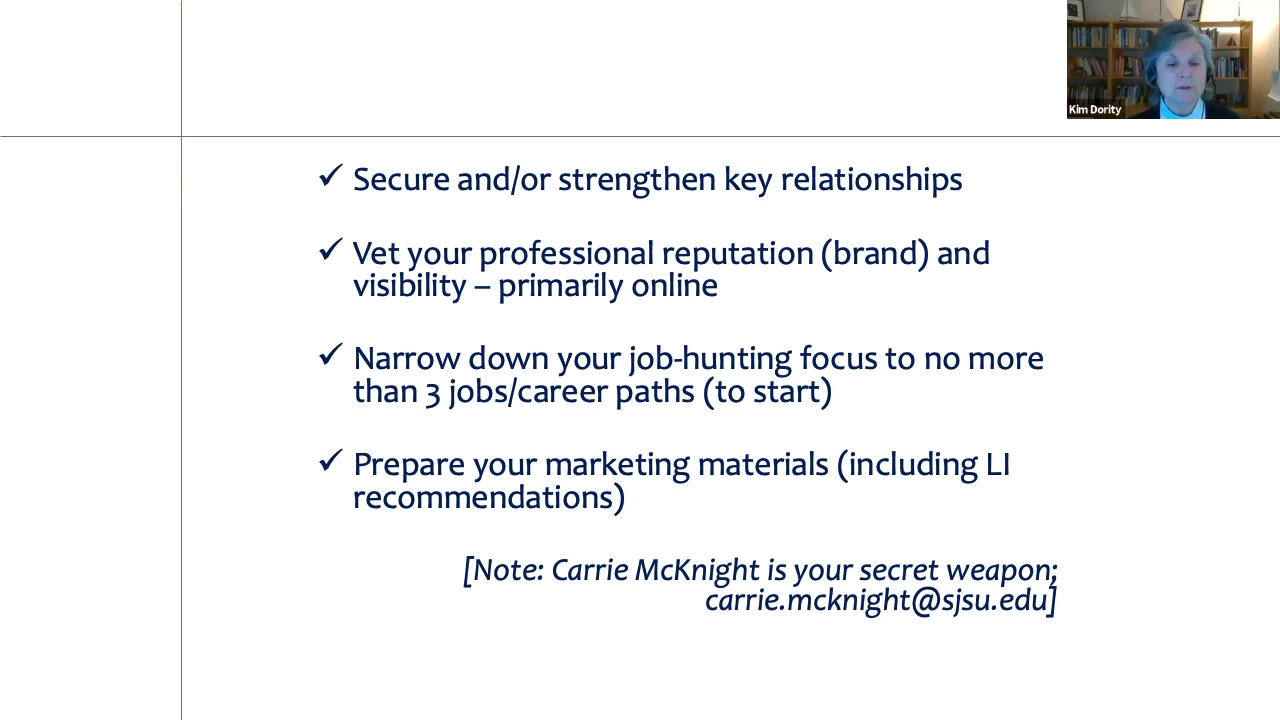 Kim Dority
✓ Secure and/or strengthen key relationships
✓ Vet your professional reputation (brand) and
visibility – primarily online
✓ Narrow down your job-hunting focus to no more
than 3 jobs/career paths (to start)
✓ Prepare your marketing materials (including LI
recommendations)
[Note: Carrie McKnight is your secret weapon;
carrie.mcknight@sjsu.edu]